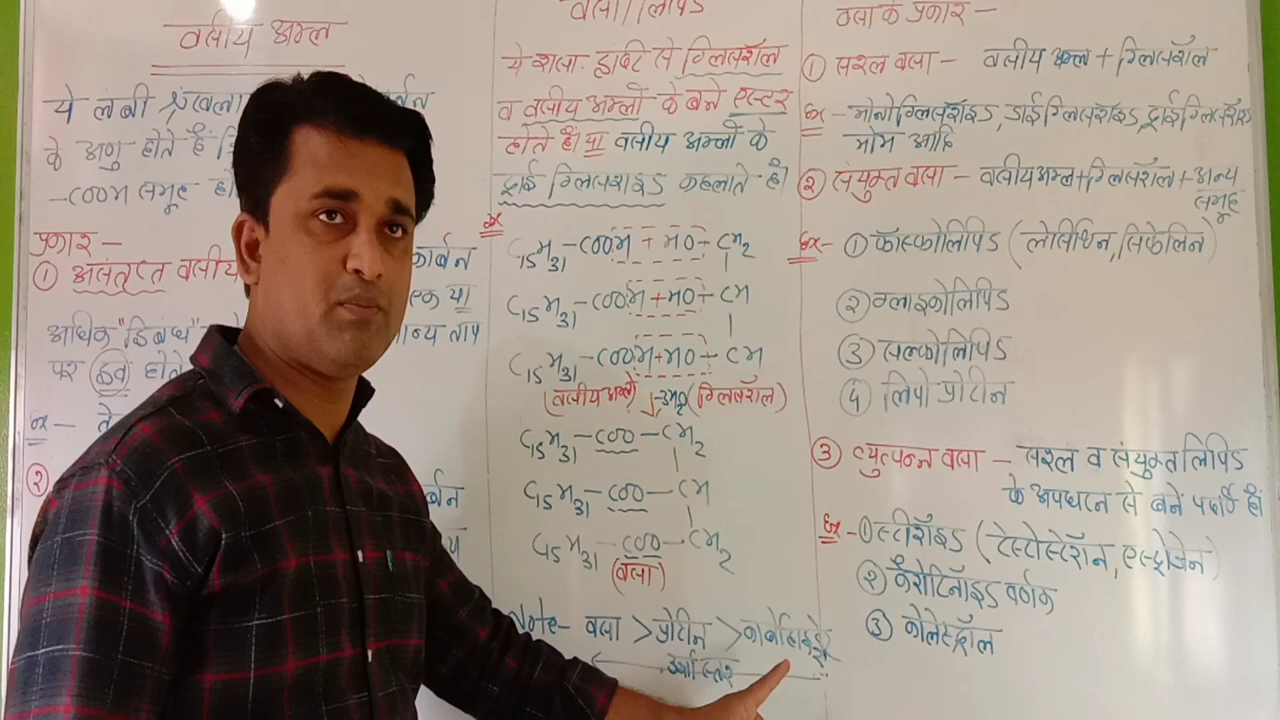 वसीय अम्ल
ये लंबी श्रृंखला
के अणु होते हैं
-COOH समूह
प्रकार -
① असंतृप्त वसीय कार्बन
या
अधिक "द्विबंध" ताप
पर द्रव होते
Ex -
②
वसा/लिपिड
ये रासा. दृष्टि से ग्लिसरॉल
व वसीय अम्लों के बने एस्टर
होते हैं। या वसीय अम्लों के
ट्राई ग्लिसराइड कहलाते हैं।
Ex
C15H31-COOH + HO-CH2
C15H31-COOH + HO-CH
C15H31-COOH + HO-CH
(वसीय अम्ल) (ग्लिसरॉल)
C15H31-COO-CH2
C15H31-COO-CH
C15H31-COO-CH2
(वसा)
Note- वसा > प्रोटीन > कार्बोहाइड्रे
वसा के प्रकार -
① सरल वसा - वसीय अम्ल + ग्लिसरॉल
Ex - मोनोग्लिसरॉइड, डाईग्लिसरॉइड, ट्राईग्लिसरॉइड
मोम आदि
② संयुक्त वसा - वसीय अम्ल + ग्लिसरॉल + अन्य
समूह
Ex- ① फॉस्फोलिपिड (लेसिथिन, सिफेलिन)
② ग्लाइकोलिपिड
③ सल्फोलिपिड
④ लिपो प्रोटीन
③ व्युत्पन्न वसा - सरल व संयुक्त लिपिड
के अपघटन से बने पदार्थ हैं।
Ex - ① स्टीरॉइड (टेस्टोस्टेरॉन, एस्ट्रोजेन)
② कैरोटिनॉइड वर्णक
③ कोलेस्ट्रॉल